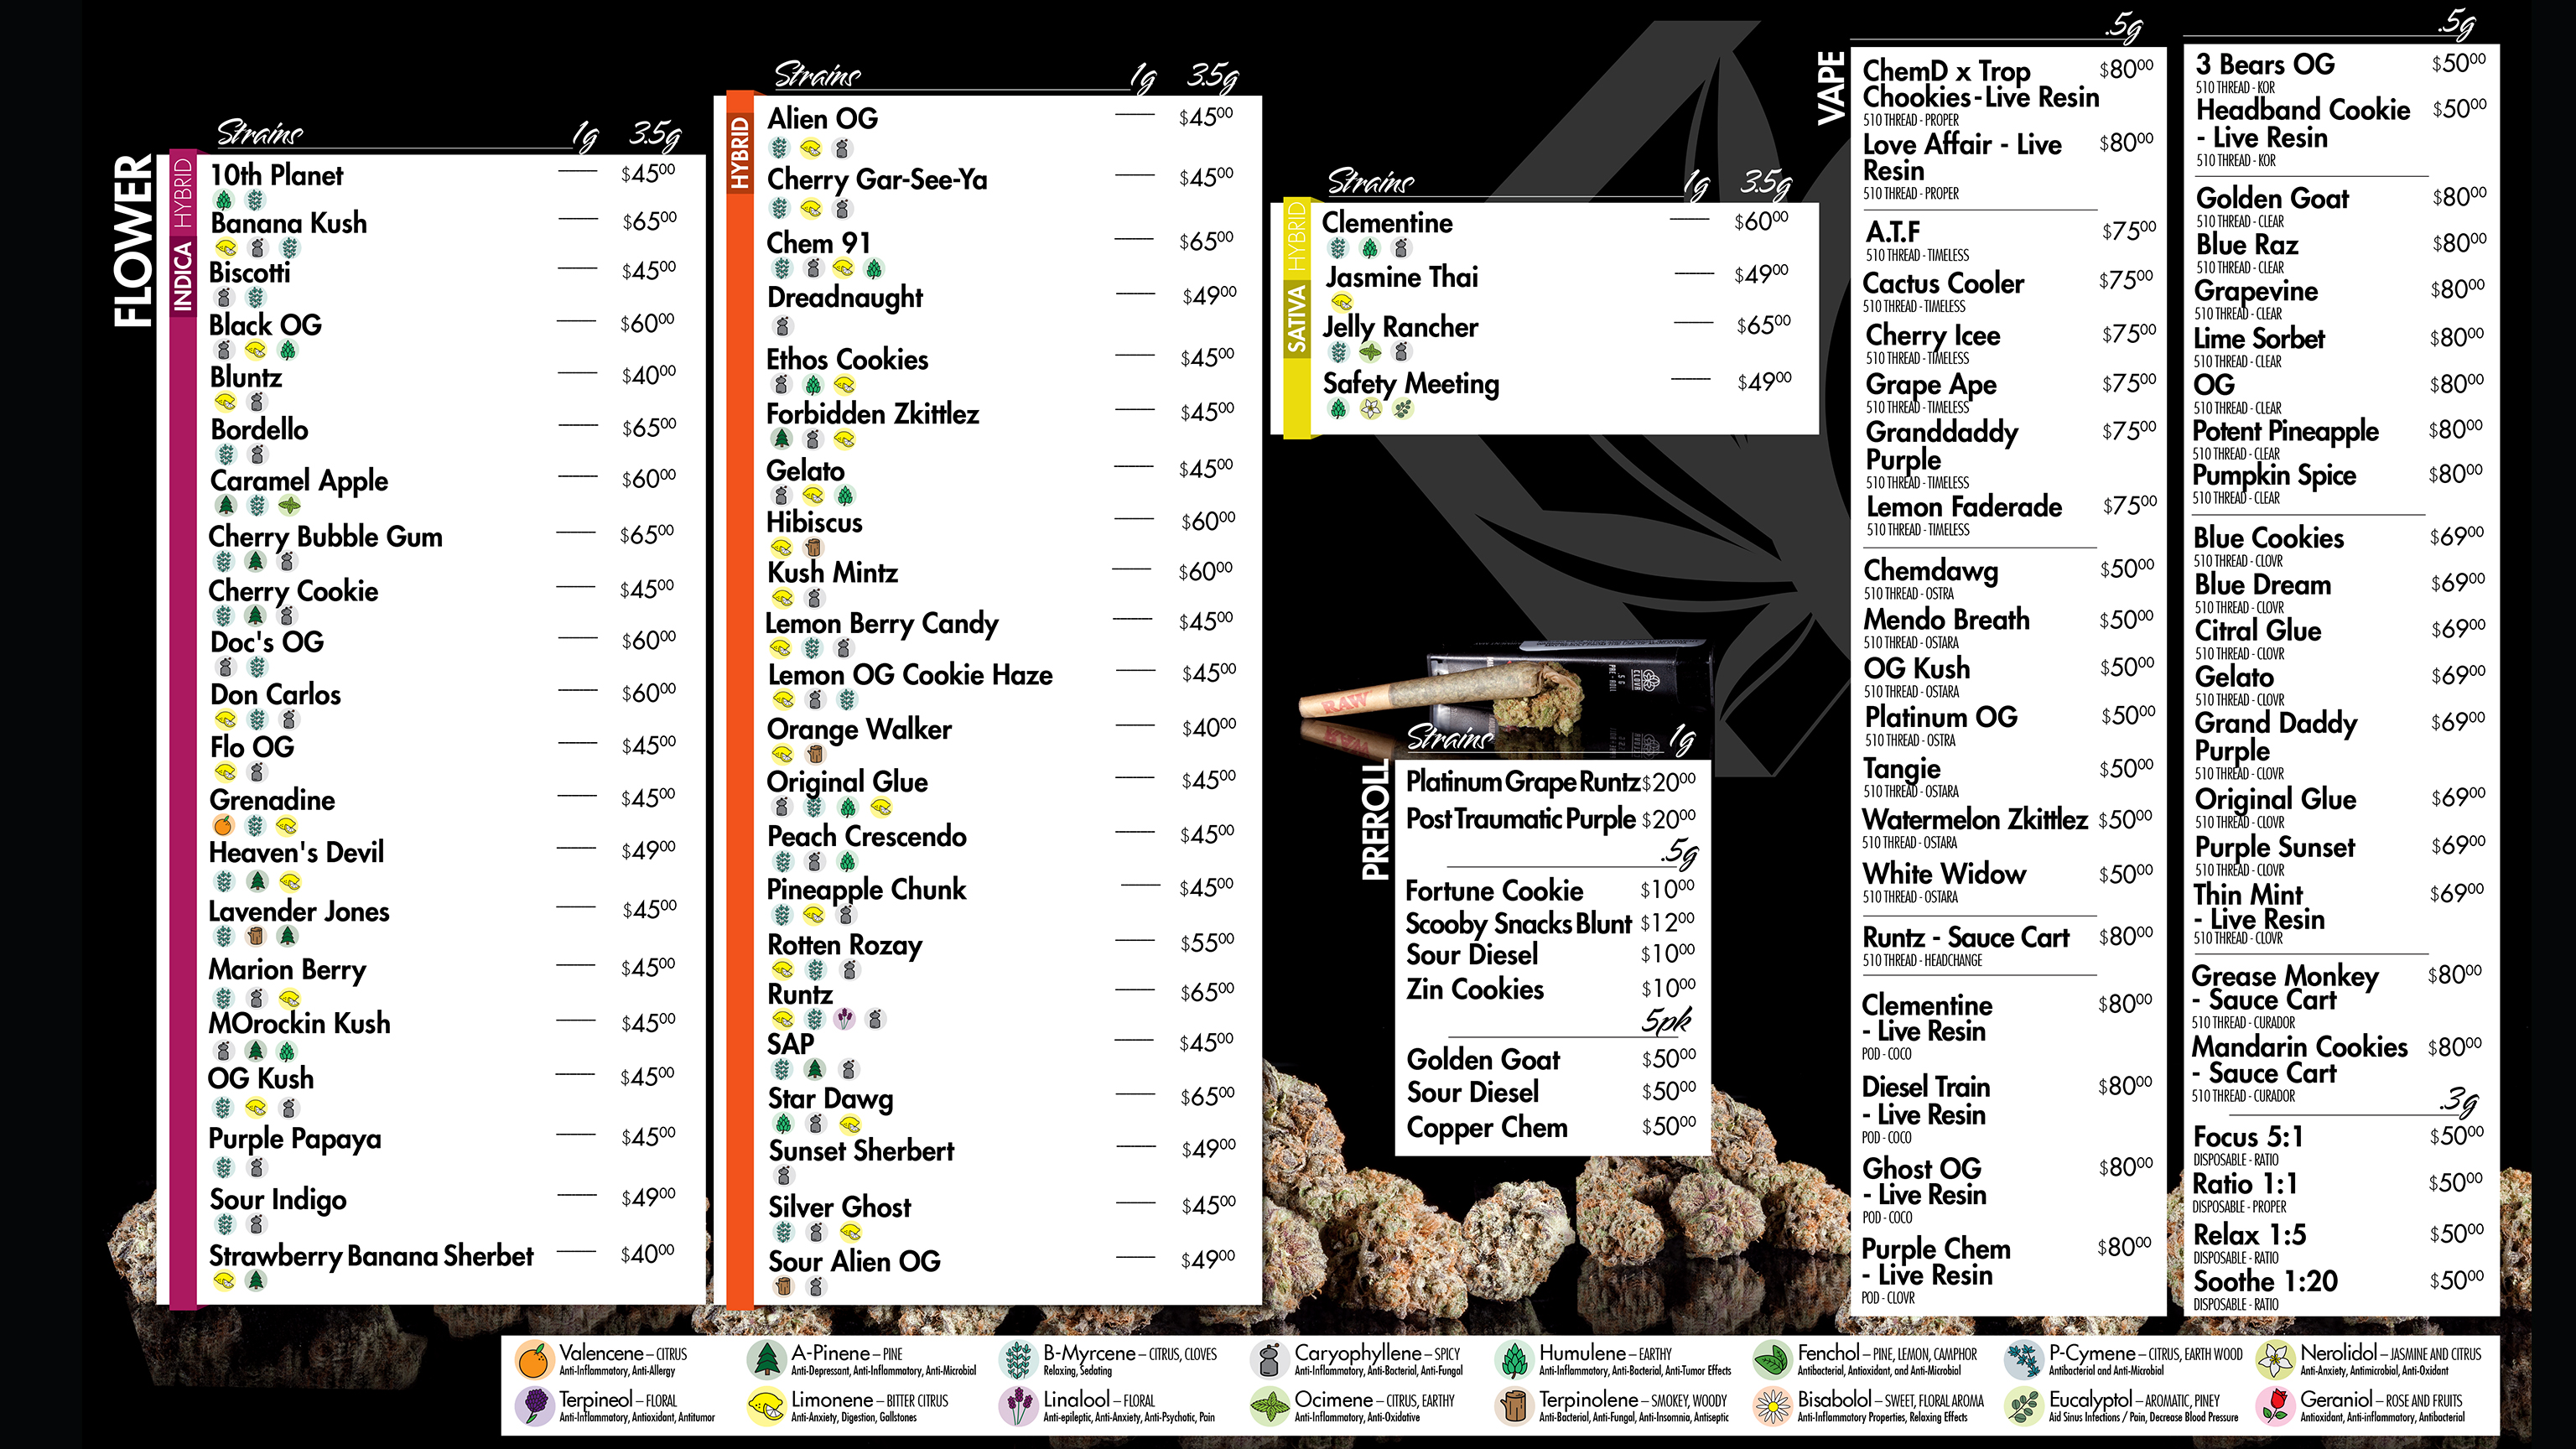 FLOWER
INDICA HYBRID
Strains 1g 3.5g
10th Planet $45.00
Banana Kush $65.00
Biscotti $45.00
Black OG $60.00
Bluntz $40.00
Bordello $65.00
Caramel Apple $60.00
Cherry Bubble Gum $65.00
Cherry Cookie $45.00
Doc's OG $60.00
Don Carlos $60.00
Flo OG $45.00
Grenadine $45.00
Heaven's Devil $49.00
Lavender Jones $45.00
Marion Berry $45.00
MOrockin Kush $45.00
OG Kush $45.00
Purple Papaya $45.00
Sour Indigo $49.00
Strawberry Banana Sherbet $40.00
HYBRID
Strains 1g 3.5g
Alien OG $45.00
Cherry Gar-See-Ya $45.00
Chem 91 $65.00
Dreadnaught $49.00
Ethos Cookies $45.00
Forbidden Zkittlez $45.00
Gelato $45.00
Hibiscus $60.00
Kush Mintz $60.00
Lemon Berry Candy $45.00
Lemon OG Cookie Haze $45.00
Orange Walker $40.00
Original Glue $45.00
Peach Crescendo $45.00
Pineapple Chunk $45.00
Rotten Rozay $55.00
Runtz $65.00
SAP $45.00
Star Dawg $65.00
Sunset Sherbert $49.00
Silver Ghost $45.00
Sour Alien OG $49.00
SATIVA HYBRID
Strains 1g 3.5g
Clementine $60.00
Jasmine Thai $49.00
Jelly Rancher $65.00
Safety Meeting $49.00
RAW
CLOVR
PREROLL
Strains 1g
Platinum Grape Runtz $20.00
Post Traumatic Purple $20.00
.5g
Fortune Cookie $10.00
Scooby Snacks Blunt $12.00
Sour Diesel $10.00
Zin Cookies $10.00
5pk
Golden Goat $50.00
Sour Diesel $50.00
Copper Chem $50.00
VAPE
.5g
ChemD x Trop $80.00
Chookies - Live Resin
510 THREAD - PROPER
Love Affair - Live $80.00
Resin
510 THREAD - PROPER
A.T.F $75.00
510 THREAD - TIMELESS
Cactus Cooler $75.00
510 THREAD - TIMELESS
Cherry Icee $75.00
510 THREAD - TIMELESS
Grape Ape $75.00
510 THREAD - TIMELESS
Granddaddy $75.00
Purple
510 THREAD - TIMELESS
Lemon Faderade $75.00
510 THREAD - TIMELESS
Chemdawg $50.00
510 THREAD - OSTRA
Mendo Breath $50.00
510 THREAD - OSTARA
OG Kush $50.00
510 THREAD - OSTARA
Platinum OG $50.00
510 THREAD - OSTRA
Tangie $50.00
510 THREAD - OSTARA
Watermelon Zkittlez $50.00
510 THREAD - OSTARA
White Widow $50.00
510 THREAD - OSTARA
Runtz - Sauce Cart $80.00
510 THREAD - HEADCHANGE
Clementine $80.00
- Live Resin
POD - COCO
Diesel Train $80.00
- Live Resin
POD - COCO
Ghost OG $80.00
- Live Resin
POD - COCO
Purple Chem $80.00
- Live Resin
POD - CLOVR
.5g
3 Bears OG $50.00
510 THREAD - KOR
Headband Cookie $50.00
- Live Resin
510 THREAD - KOR
Golden Goat $80.00
510 THREAD - CLEAR
Blue Raz $80.00
510 THREAD - CLEAR
Grapevine $80.00
510 THREAD - CLEAR
Lime Sorbet $80.00
510 THREAD - CLEAR
OG $80.00
510 THREAD - CLEAR
Potent Pineapple $80.00
510 THREAD - CLEAR
Pumpkin Spice $80.00
510 THREAD - CLEAR
Blue Cookies $69.00
510 THREAD - CLOVR
Blue Dream $69.00
510 THREAD - CLOVR
Citral Glue $69.00
510 THREAD - CLOVR
Gelato $69.00
510 THREAD - CLOVR
Grand Daddy $69.00
Purple
510 THREAD - CLOVR
Original Glue $69.00
510 THREAD - CLOVR
Purple Sunset $69.00
510 THREAD - CLOVR
Thin Mint $69.00
- Live Resin
510 THREAD - CLOVR
Grease Monkey $80.00
- Sauce Cart
510 THREAD - CURADOR
Mandarin Cookies $80.00
- Sauce Cart
510 THREAD - CURADOR
.3g
Focus 5:1 $50.00
DISPOSABLE - RATIO
Ratio 1:1 $50.00
DISPOSABLE - PROPER
Relax 1:5 $50.00
DISPOSABLE - RATIO
Soothe 1:20 $50.00
DISPOSABLE - RATIO
Valencene – CITRUS
Anti-Inflammatory, Anti-Allergy
A-Pinene – PINE
Anti-Depressant, Anti-Inflammatory, Anti-Microbial
B-Myrcene – CITRUS, CLOVES
Relaxing, Sedating
Caryophyllene – SPICY
Anti-Inflammatory, Anti-Bacterial, Anti-Fungal
Humulene – EARTHY
Anti-Inflammatory, Anti-Bacterial, Anti-Tumor Effects
Fenchol – PINE, LEMON, CAMPHOR
Antibacterial, Antioxidant, and Anti-Microbial
P-Cymene – CITRUS, EARTH WOOD
Antibacterial and Anti-Microbial
Nerolidol – JASMINE AND CITRUS
Anti-Anxiety, Antimicrobial, Anti-Oxidant
Terpineol – FLORAL
Anti-Inflammatory, Antioxidant, Antitumor
Limonene – BITTER CITRUS
Anti-Anxiety, Digestion, Gallstones
Linalool – FLORAL
Anti-epileptic, Anti-Anxiety, Anti-Psychotic, Pain
Ocimene – CITRUS, EARTHY
Anti-Inflammatory, Anti-Oxidative
Terpinolene – SMOKEY, WOODY
Anti-Bacterial, Anti-Fungal, Anti-Insomnia, Antiseptic
Bisabolol – SWEET, FLORAL AROMA
Anti-Inflammatory Properties, Relaxing Effects
Eucalyptol – AROMATIC, PINEY
Aid Sinus Infections / Pain, Decrease Blood Pressure
Geraniol – ROSE AND FRUITS
Antioxidant, Anti-inflammatory, Antibacterial